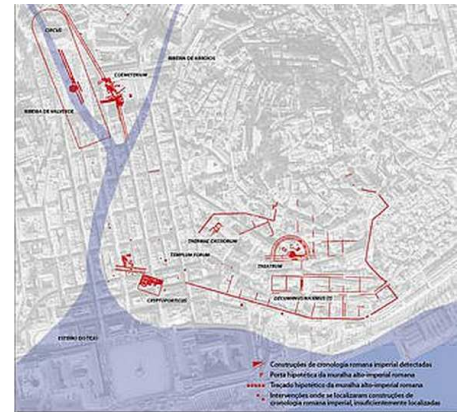 CIRCUS
RIBEIRA DE ARROIOS
COEMETERIUM
RIBEIRA DE VALVERDE
THERMAE CASSIORUM
TEMPLUM FORUM
THEATRUM
CRYPTOPORTICUS
DECUMANUS MAXIMUS (?)
ESTEIRO DO TEJO
Construções de cronologia romana imperial detectadas
Porta hipotética da muralha alto-imperial romana
Traçado hipotético da muralha alto-imperial romana
Intervenções onde se localizaram construções de
cronologia romana imperial, insuficientemente localizadas